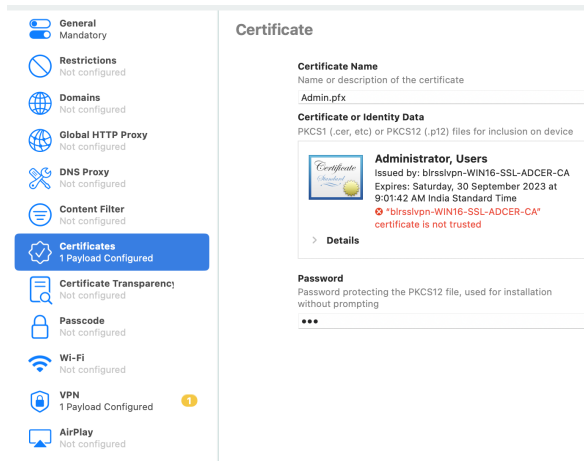 General
Mandatory
Restrictions
Not configured
Domains
Not configured
Global HTTP Proxy
Not configured
DNS Proxy
Not configured
Content Filter
Not configured
Certificates
1 Payload Configured
Certificate Transparency
Not configured
Passcode
Not configured
Wi-Fi
Not configured
VPN
1 Payload Configured
1
AirPlay
Not configured
Certificate
Certificate Name
Name or description of the certificate
Admin.pfx
Certificate or Identity Data
PKCS1 (.cer, etc) or PKCS12 (.p12) files for inclusion on device
Certificate
Standard
Administrator, Users
Issued by: blrsslvpn-WIN16-SSL-ADCER-CA
Expires: Saturday, 30 September 2023 at
9:01:42 AM India Standard Time
"blrsslvpn-WIN16-SSL-ADCER-CA"
certificate is not trusted
Details
Password
Password protecting the PKCS12 file, used for installation
without prompting
•••